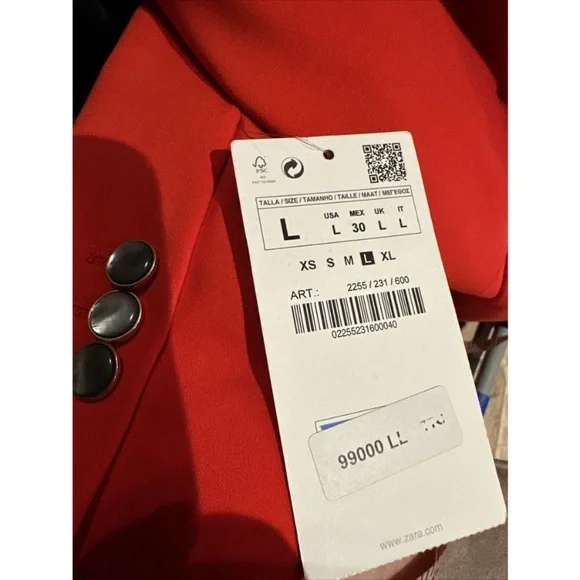 FSC
TALLA / SIZE / TAMANHO / TAILLE / MAAT / ΜΕΓΕΘΟΣ
L
USA MEX UK IT
L 30 L L
XS S M L XL
ART.: 2255 / 231 / 600
02255231600040
99000 LL
www.zara.com